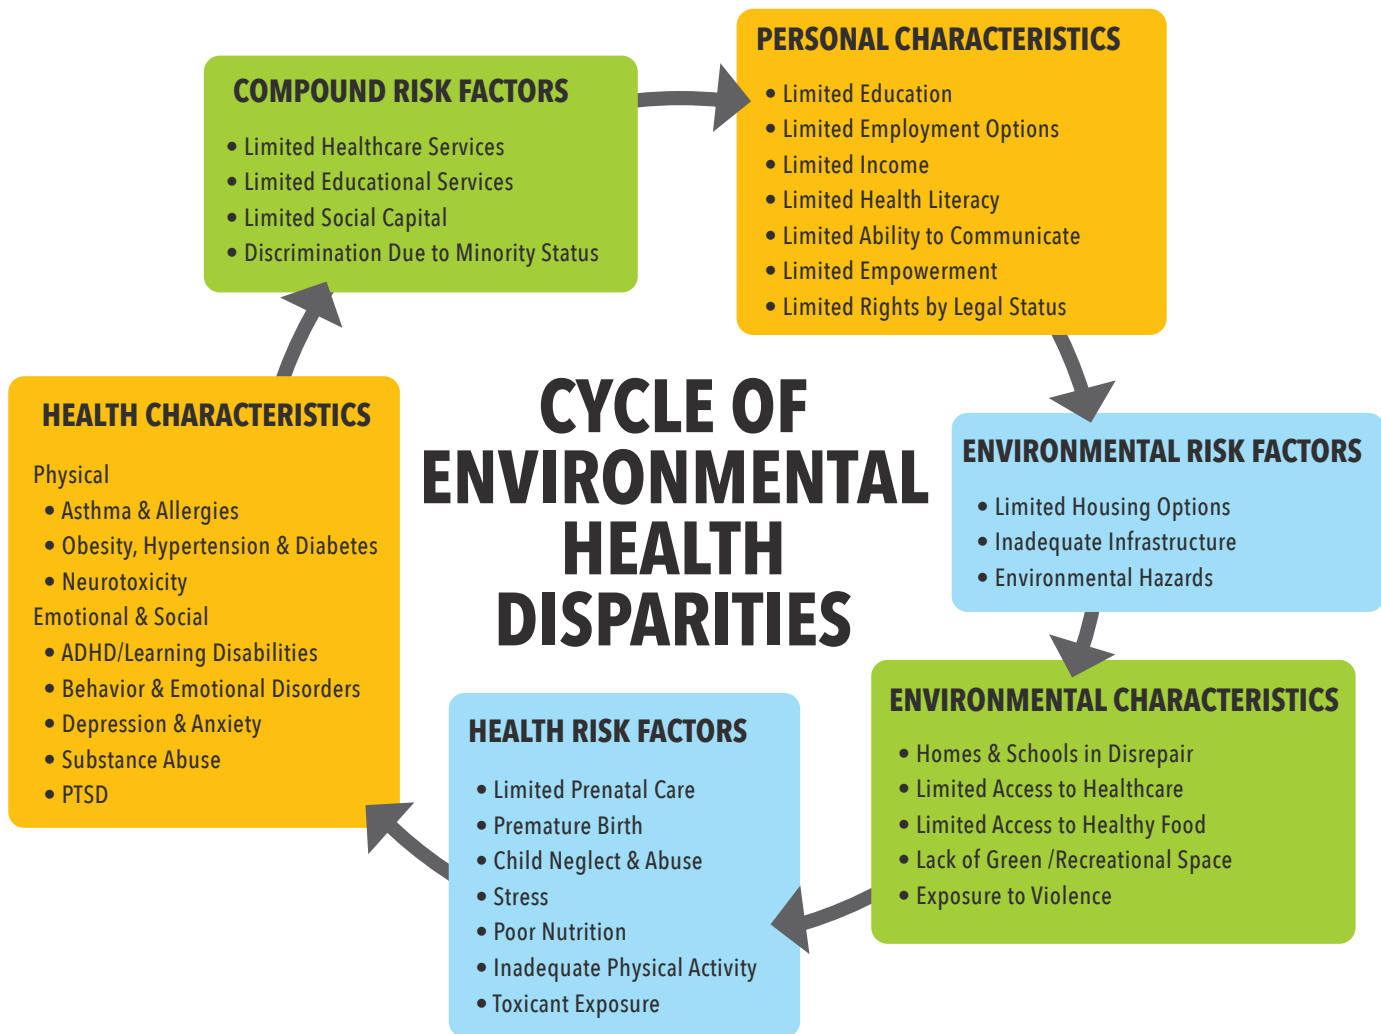 CYCLE OF
ENVIRONMENTAL
HEALTH
DISPARITIES
PERSONAL CHARACTERISTICS
• Limited Education
• Limited Employment Options
• Limited Income
• Limited Health Literacy
• Limited Ability to Communicate
• Limited Empowerment
• Limited Rights by Legal Status
ENVIRONMENTAL RISK FACTORS
• Limited Housing Options
• Inadequate Infrastructure
• Environmental Hazards
ENVIRONMENTAL CHARACTERISTICS
• Homes & Schools in Disrepair
• Limited Access to Healthcare
• Limited Access to Healthy Food
• Lack of Green /Recreational Space
• Exposure to Violence
HEALTH RISK FACTORS
• Limited Prenatal Care
• Premature Birth
• Child Neglect & Abuse
• Stress
• Poor Nutrition
• Inadequate Physical Activity
• Toxicant Exposure
HEALTH CHARACTERISTICS
Physical
• Asthma & Allergies
• Obesity, Hypertension & Diabetes
• Neurotoxicity
Emotional & Social
• ADHD/Learning Disabilities
• Behavior & Emotional Disorders
• Depression & Anxiety
• Substance Abuse
• PTSD
COMPOUND RISK FACTORS
• Limited Healthcare Services
• Limited Educational Services
• Limited Social Capital
• Discrimination Due to Minority Status